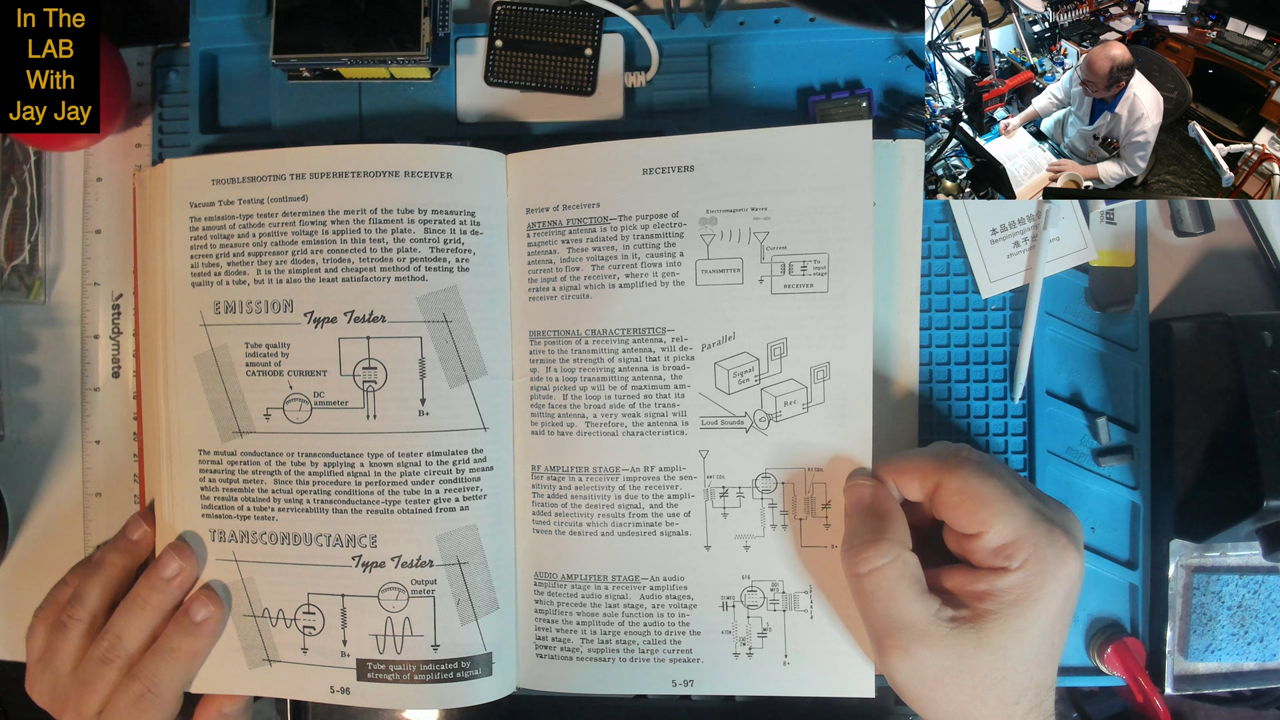 In The
LAB
With
Jay Jay
TROUBLESHOOTING THE SUPERHETERODYNE RECEIVER
Vacuum Tube Testing (continued)
The emission-type tester determines the merit of the tube by measuring
the amount of cathode current flowing when the filament is operated at its
rated voltage and a positive voltage is applied to the plate. Since it is de-
sired to measure only cathode emission in this test, the control grid,
screen grid and suppressor grid are connected to the plate. Therefore,
all tubes, whether they are diodes, triodes, tetrodes or pentodes, are
tested as diodes. It is the simplest and cheapest method of testing the
quality of a tube, but it is also the least satisfactory method.
EMISSION
Type Tester
Tube quality
indicated by
amount of
CATHODE CURRENT
DC
ammeter
B+
The mutual conductance or transconductance type of tester simulates the
normal operation of the tube by applying a known signal to the grid and
measuring the strength of the amplified signal in the plate circuit by means
of an output meter. Since this procedure is performed under conditions
which resemble the actual operating conditions of the tube in a receiver,
the results obtained by using a transconductance-type tester give a better
indication of a tube's serviceability than the results obtained from an
emission-type tester.
TRANSCONDUCTANCE
Type Tester
Output
meter
B+
Tube quality indicated by
strength of amplified signal
5-96
RECEIVERS
Review of Receivers
ANTENNA FUNCTION—The purpose of
a receiving antenna is to pick up electro-
magnetic waves radiated by transmitting
antennas. These waves, in cutting the
antenna, induce voltages in it, causing a
current to flow. The current flows into
the input of the receiver, where it gen-
erates a signal which is amplified by the
receiver circuits.
Electromagnetic Waves
Current
TRANSMITTER
To
input
stage
RECEIVER
DIRECTIONAL CHARACTERISTICS—
The position of a receiving antenna, rel-
ative to the transmitting antenna, will de-
termine the strength of signal that it picks
up. If a loop receiving antenna is broad-
side to a loop transmitting antenna, the
signal picked up will be of maximum am-
plitude. If the loop is turned so that its
edge faces the broad side of the trans-
mitting antenna, a very weak signal will
be picked up. Therefore, the antenna is
said to have directional characteristics.
Parallel
Signal
Gen
Rec
Loud Sounds
RF AMPLIFIER STAGE—An RF ampli-
fier stage in a receiver improves the sen-
sitivity and selectivity of the receiver.
The added sensitivity is due to the ampli-
fication of the desired signal, and the
added selectivity results from the use of
tuned circuits which discriminate be-
tween the desired and undesired signals.
ANT COIL
RF COIL
B+
AUDIO AMPLIFIER STAGE—An audio
amplifier stage in a receiver amplifies
the detected audio signal. Audio stages,
which precede the last stage, are voltage
amplifiers whose sole function is to in-
crease the amplitude of the audio to the
level where it is large enough to drive the
last stage. The last stage, called the
power stage, supplies the large current
variations necessary to drive the speaker.
6F6
B+
5-97
studymate
本品经检验
准予出